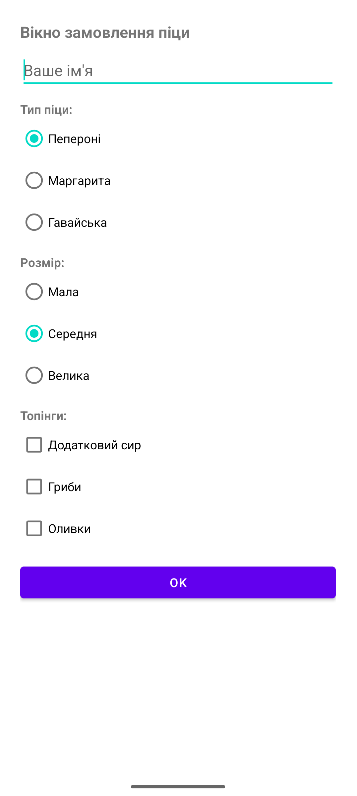 Вікно замовлення піци
Ваше ім'я
Тип піци:
Пепероні
Маргарита
Гавайська
Розмір:
Мала
Середня
Велика
Топінги:
Додатковий сир
Гриби
Оливки
OK